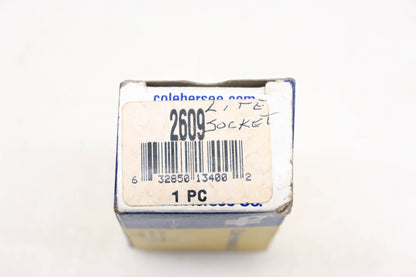 colehersee.com
LITE
2609 SOCKET
6 32850 13400 2
1 PC